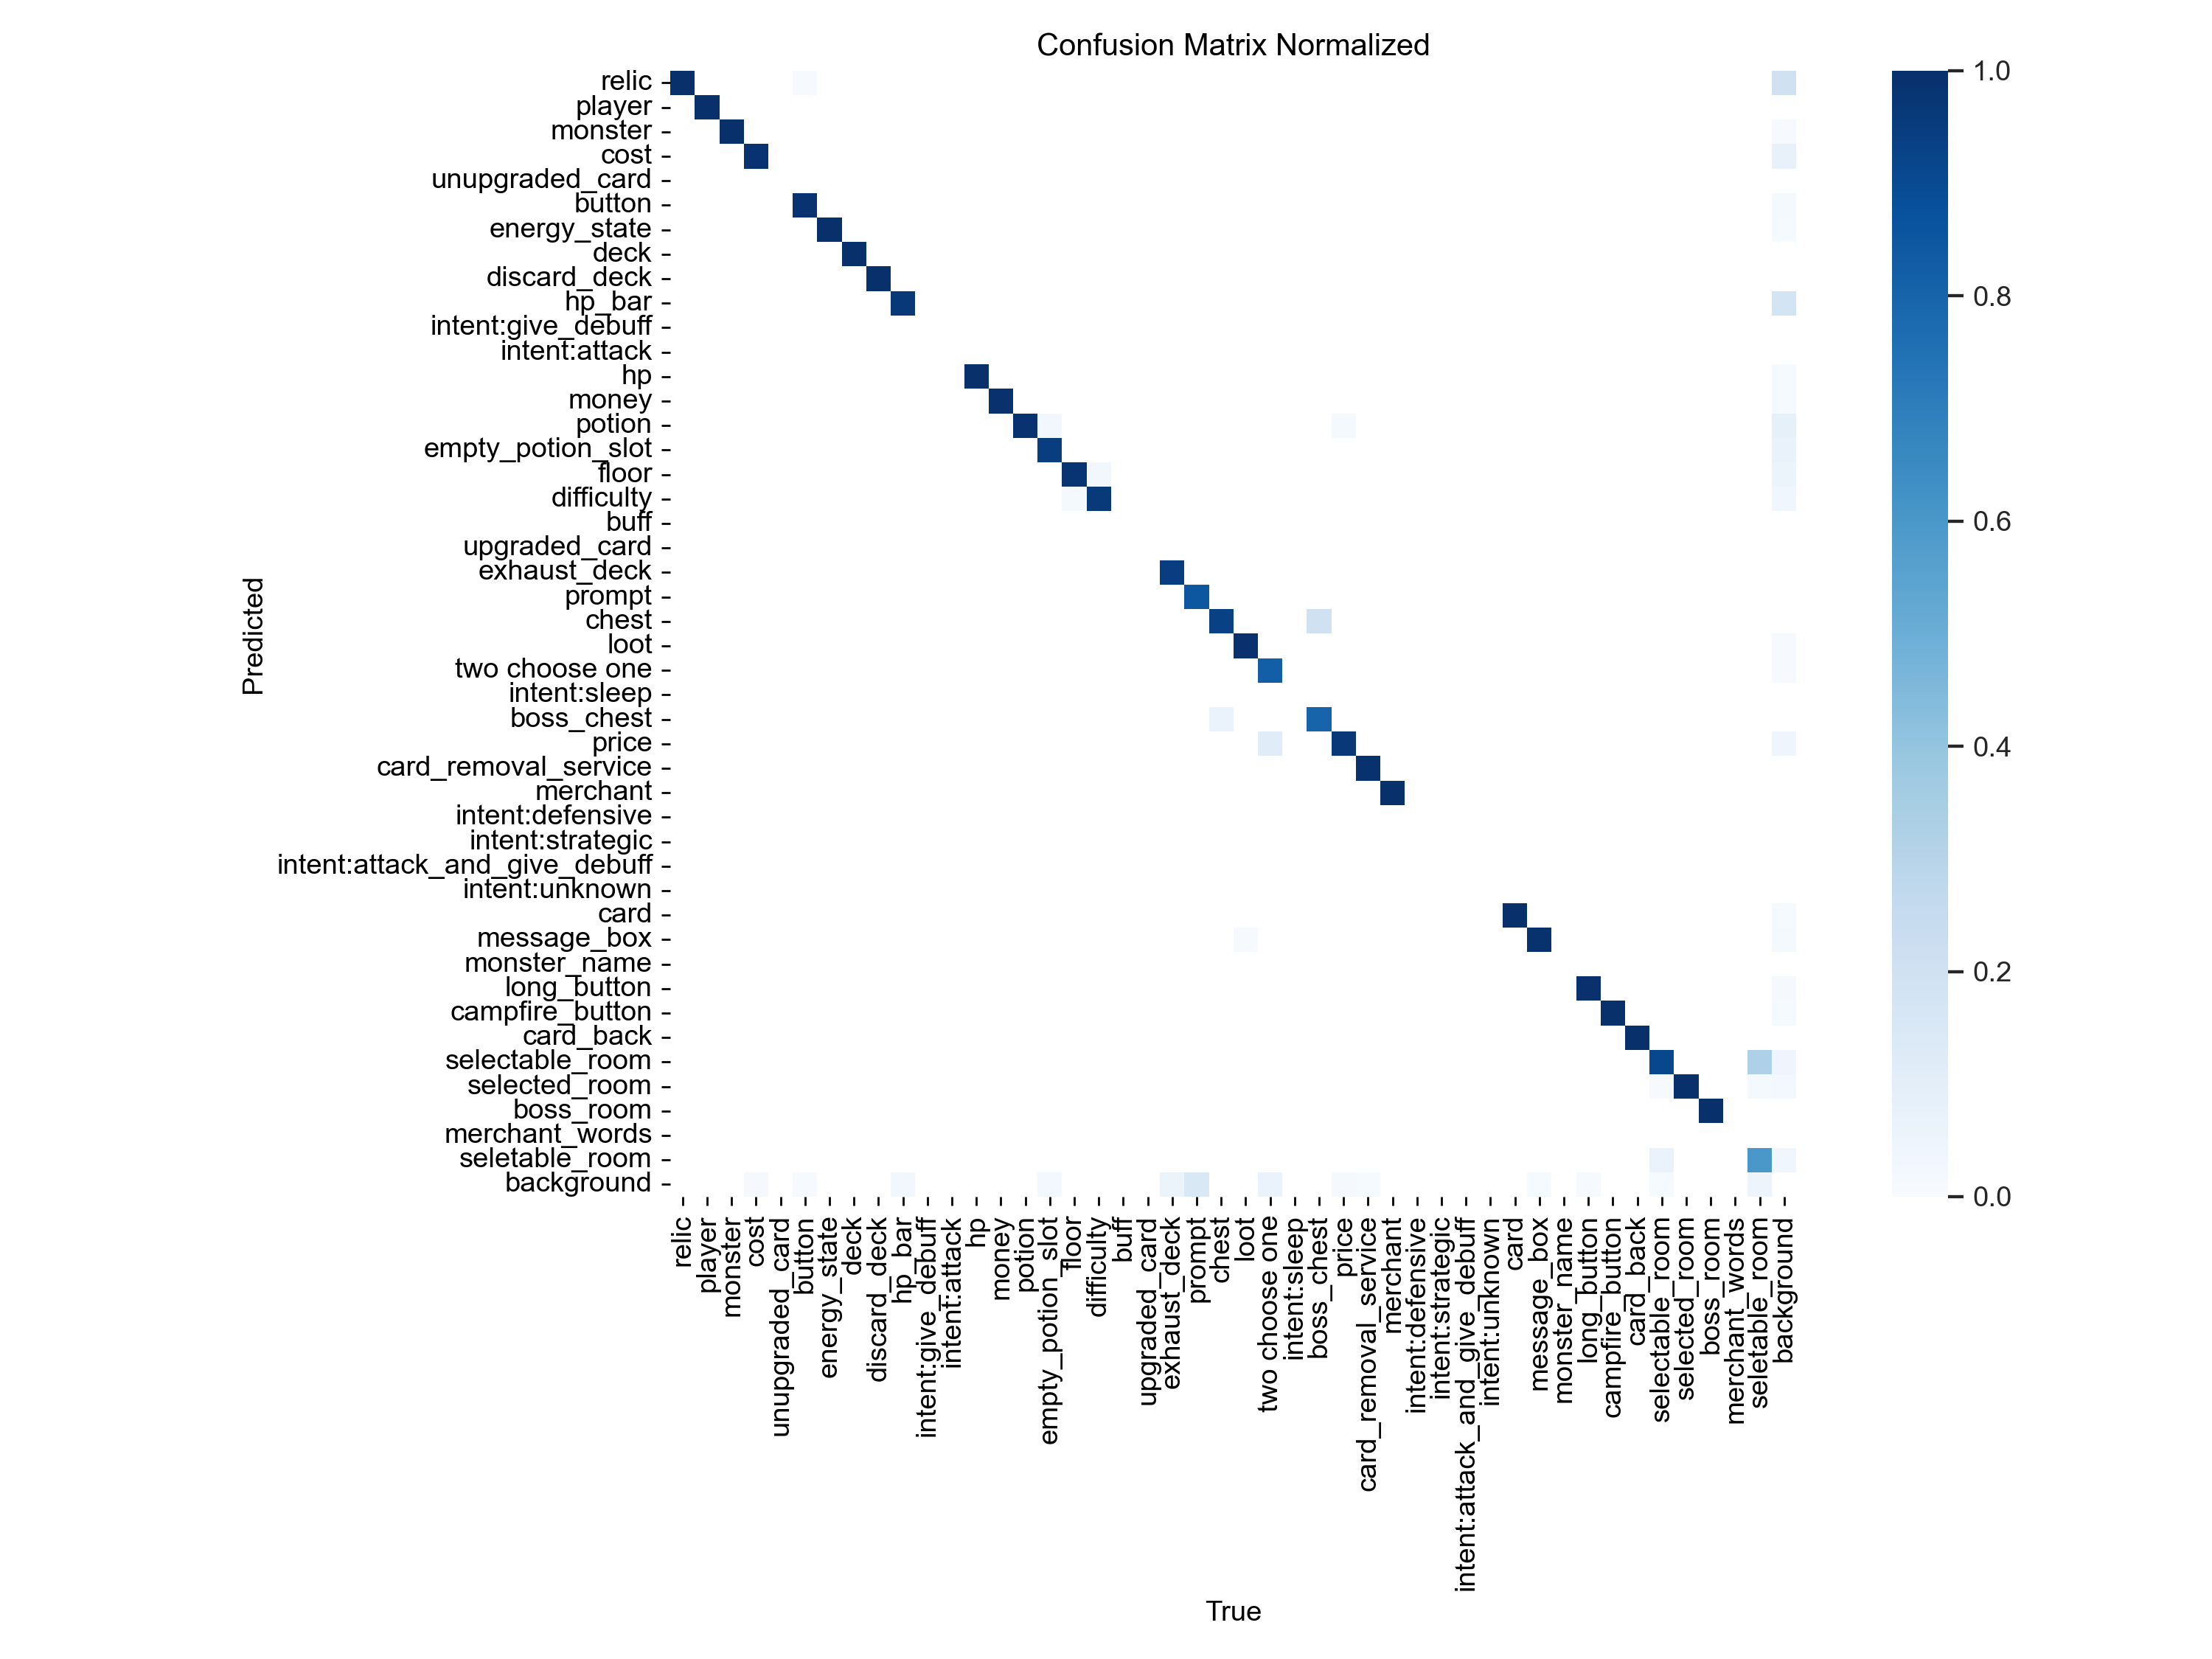 Confusion Matrix Normalized
Predicted
relic
player
monster
cost
unupgraded_card
button
energy_state
deck
discard_deck
hp_bar
intent:give_debuff
intent:attack
hp
money
potion
empty_potion_slot
floor
difficulty
buff
upgraded_card
exhaust_deck
prompt
chest
loot
two choose one
intent:sleep
boss_chest
price
card_removal_service
merchant
intent:defensive
intent:strategic
intent:attack_and_give_debuff
intent:unknown
card
message_box
monster_name
long_button
campfire_button
card_back
selectable_room
selected_room
boss_room
merchant_words
seletable_room
background
relic
player
monster
cost
unupgraded_card
button
energy_state
deck
discard_deck
hp_bar
intent:give_debuff
intent:attack
hp
money
potion
empty_potion_slot
floor
difficulty
buff
upgraded_card
exhaust_deck
prompt
chest
loot
two choose one
intent:sleep
boss_chest
price
card_removal_service
merchant
intent:defensive
intent:strategic
intent:attack_and_give_debuff
intent:unknown
card
message_box
monster_name
long_button
campfire_button
card_back
selectable_room
selected_room
boss_room
merchant_words
seletable_room
background
True
1.0
0.8
0.6
0.4
0.2
0.0